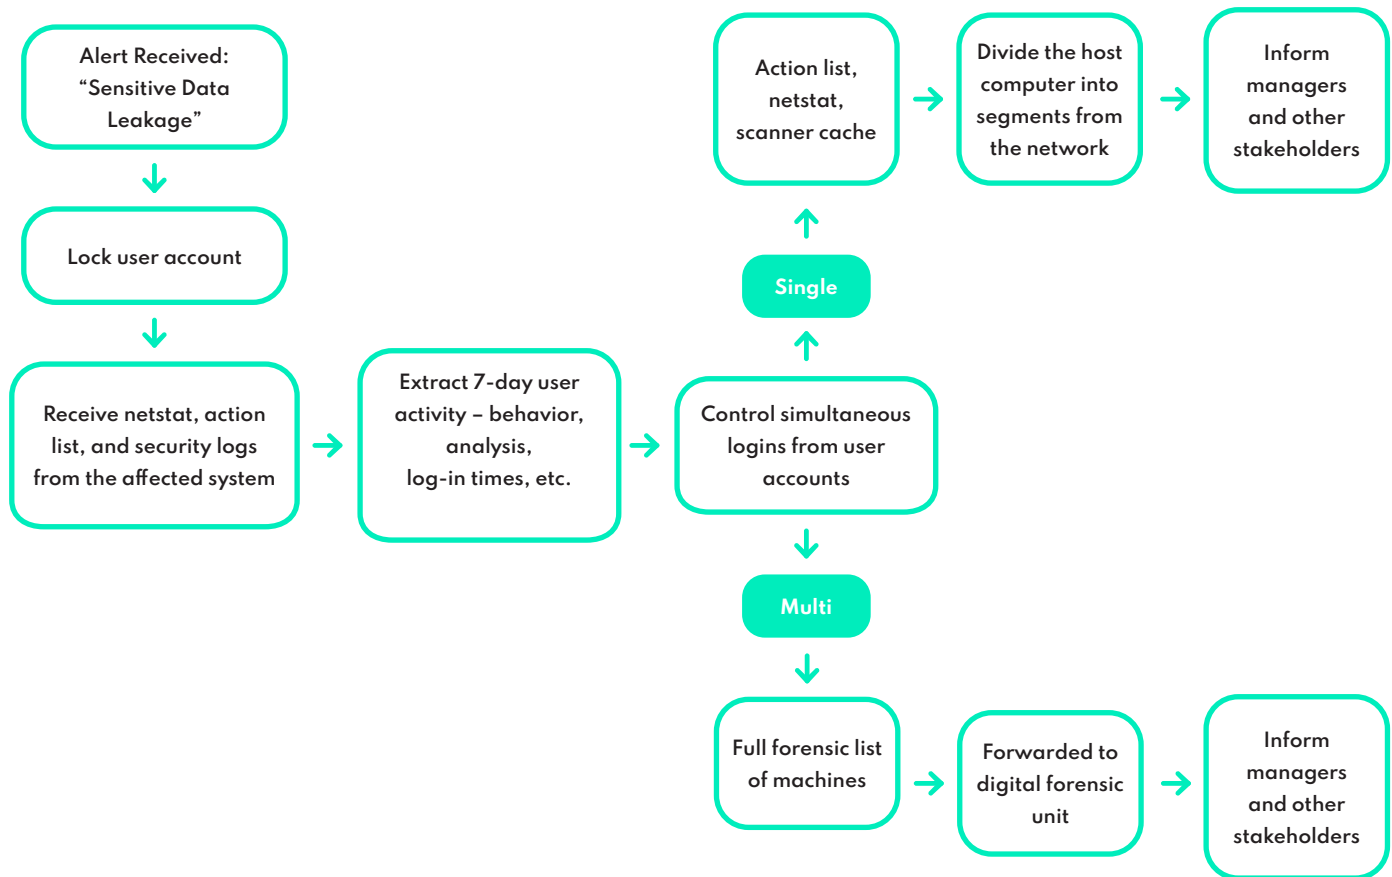 Alert Received:
“Sensitive Data
Leakage”
Lock user account
Receive netstat, action
list, and security logs
from the affected system
Extract 7-day user
activity – behavior,
analysis,
log-in times, etc.
Control simultaneous
logins from user
accounts
Single
Action list,
netstat,
scanner cache
Divide the host
computer into
segments from
the network
Inform
managers
and other
stakeholders
Multi
Full forensic list
of machines
Forwarded to
digital forensic
unit
Inform
managers
and other
stakeholders